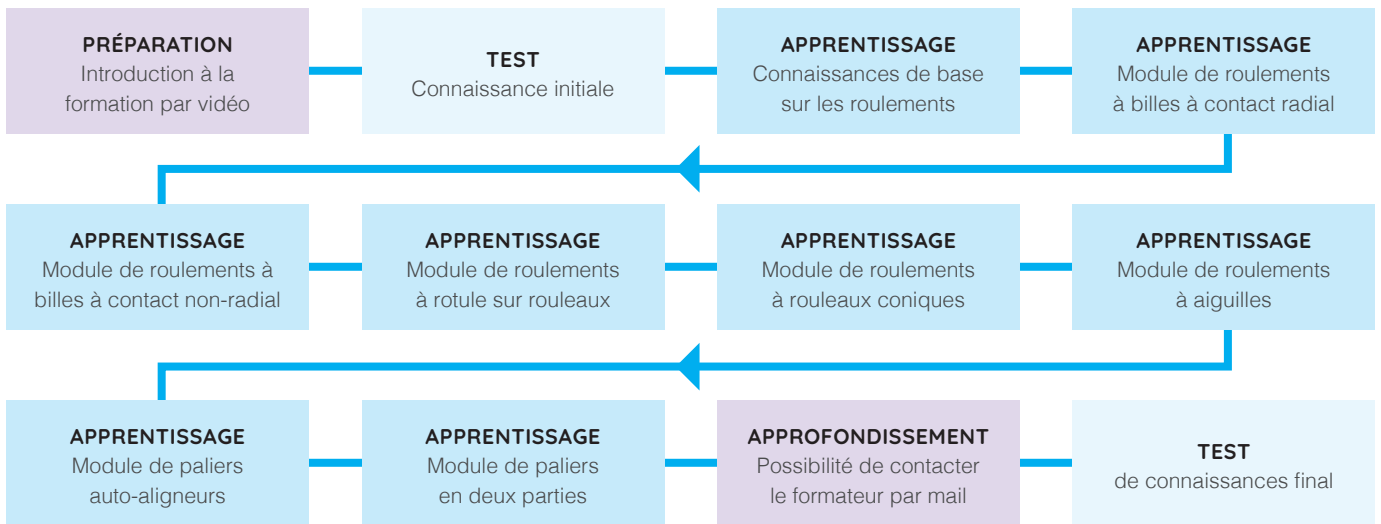 PRÉPARATION
Introduction à la
formation par vidéo
TEST
Connaissance initiale
APPRENTISSAGE
Connaissances de base
sur les roulements
APPRENTISSAGE
Module de roulements
à billes à contact radial
APPRENTISSAGE
Module de roulements à
billes à contact non-radial
APPRENTISSAGE
Module de roulements
à rotule sur rouleaux
APPRENTISSAGE
Module de roulements
à rouleaux coniques
APPRENTISSAGE
Module de roulements
à aiguilles
APPRENTISSAGE
Module de paliers
auto-aligneurs
APPRENTISSAGE
Module de paliers
en deux parties
APPROFONDISSEMENT
Possibilité de contacter
le formateur par mail
TEST
de connaissances final